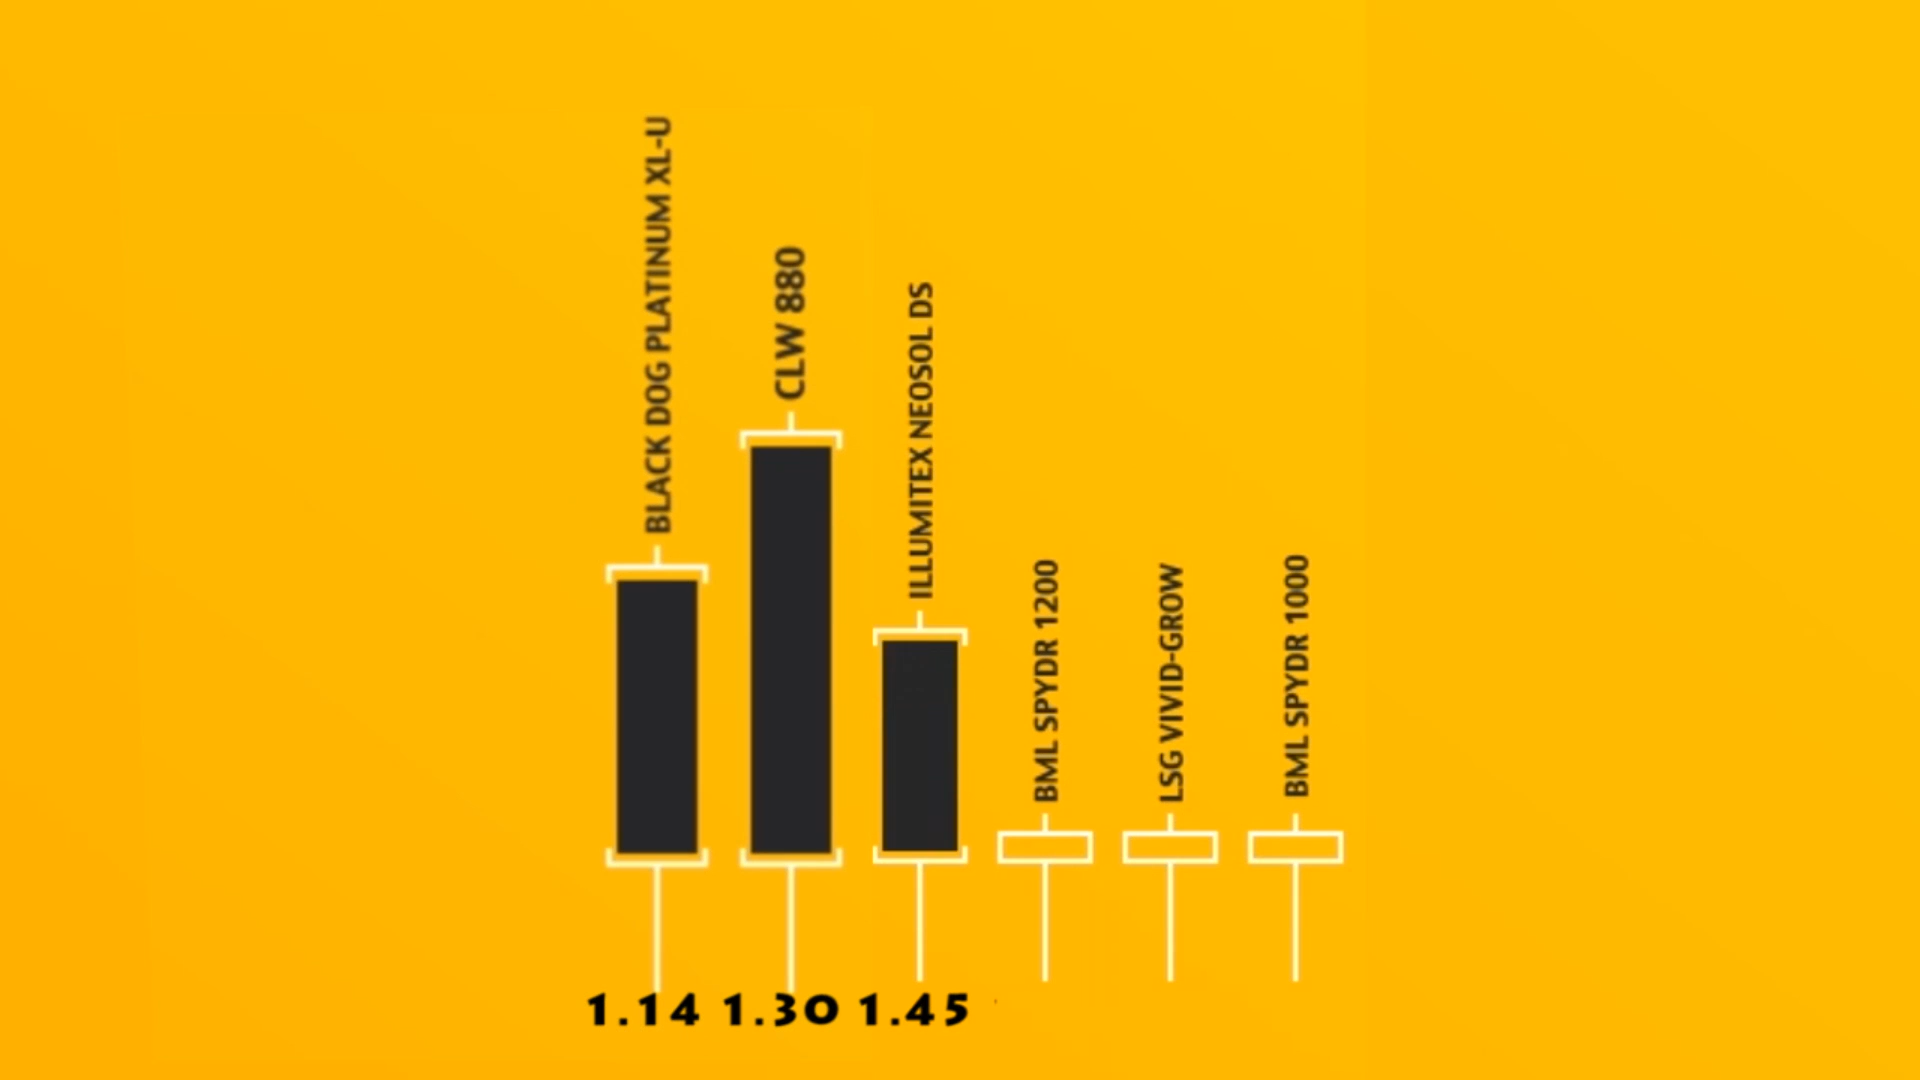 BLACK DOG PLATINUM XL-U
CLW 880
ILLUMITEX NEOSOL DS
BML SPYDR 1200
LSG VIVID-GROW
BML SPYDR 1000
1.14 1.30 1.45